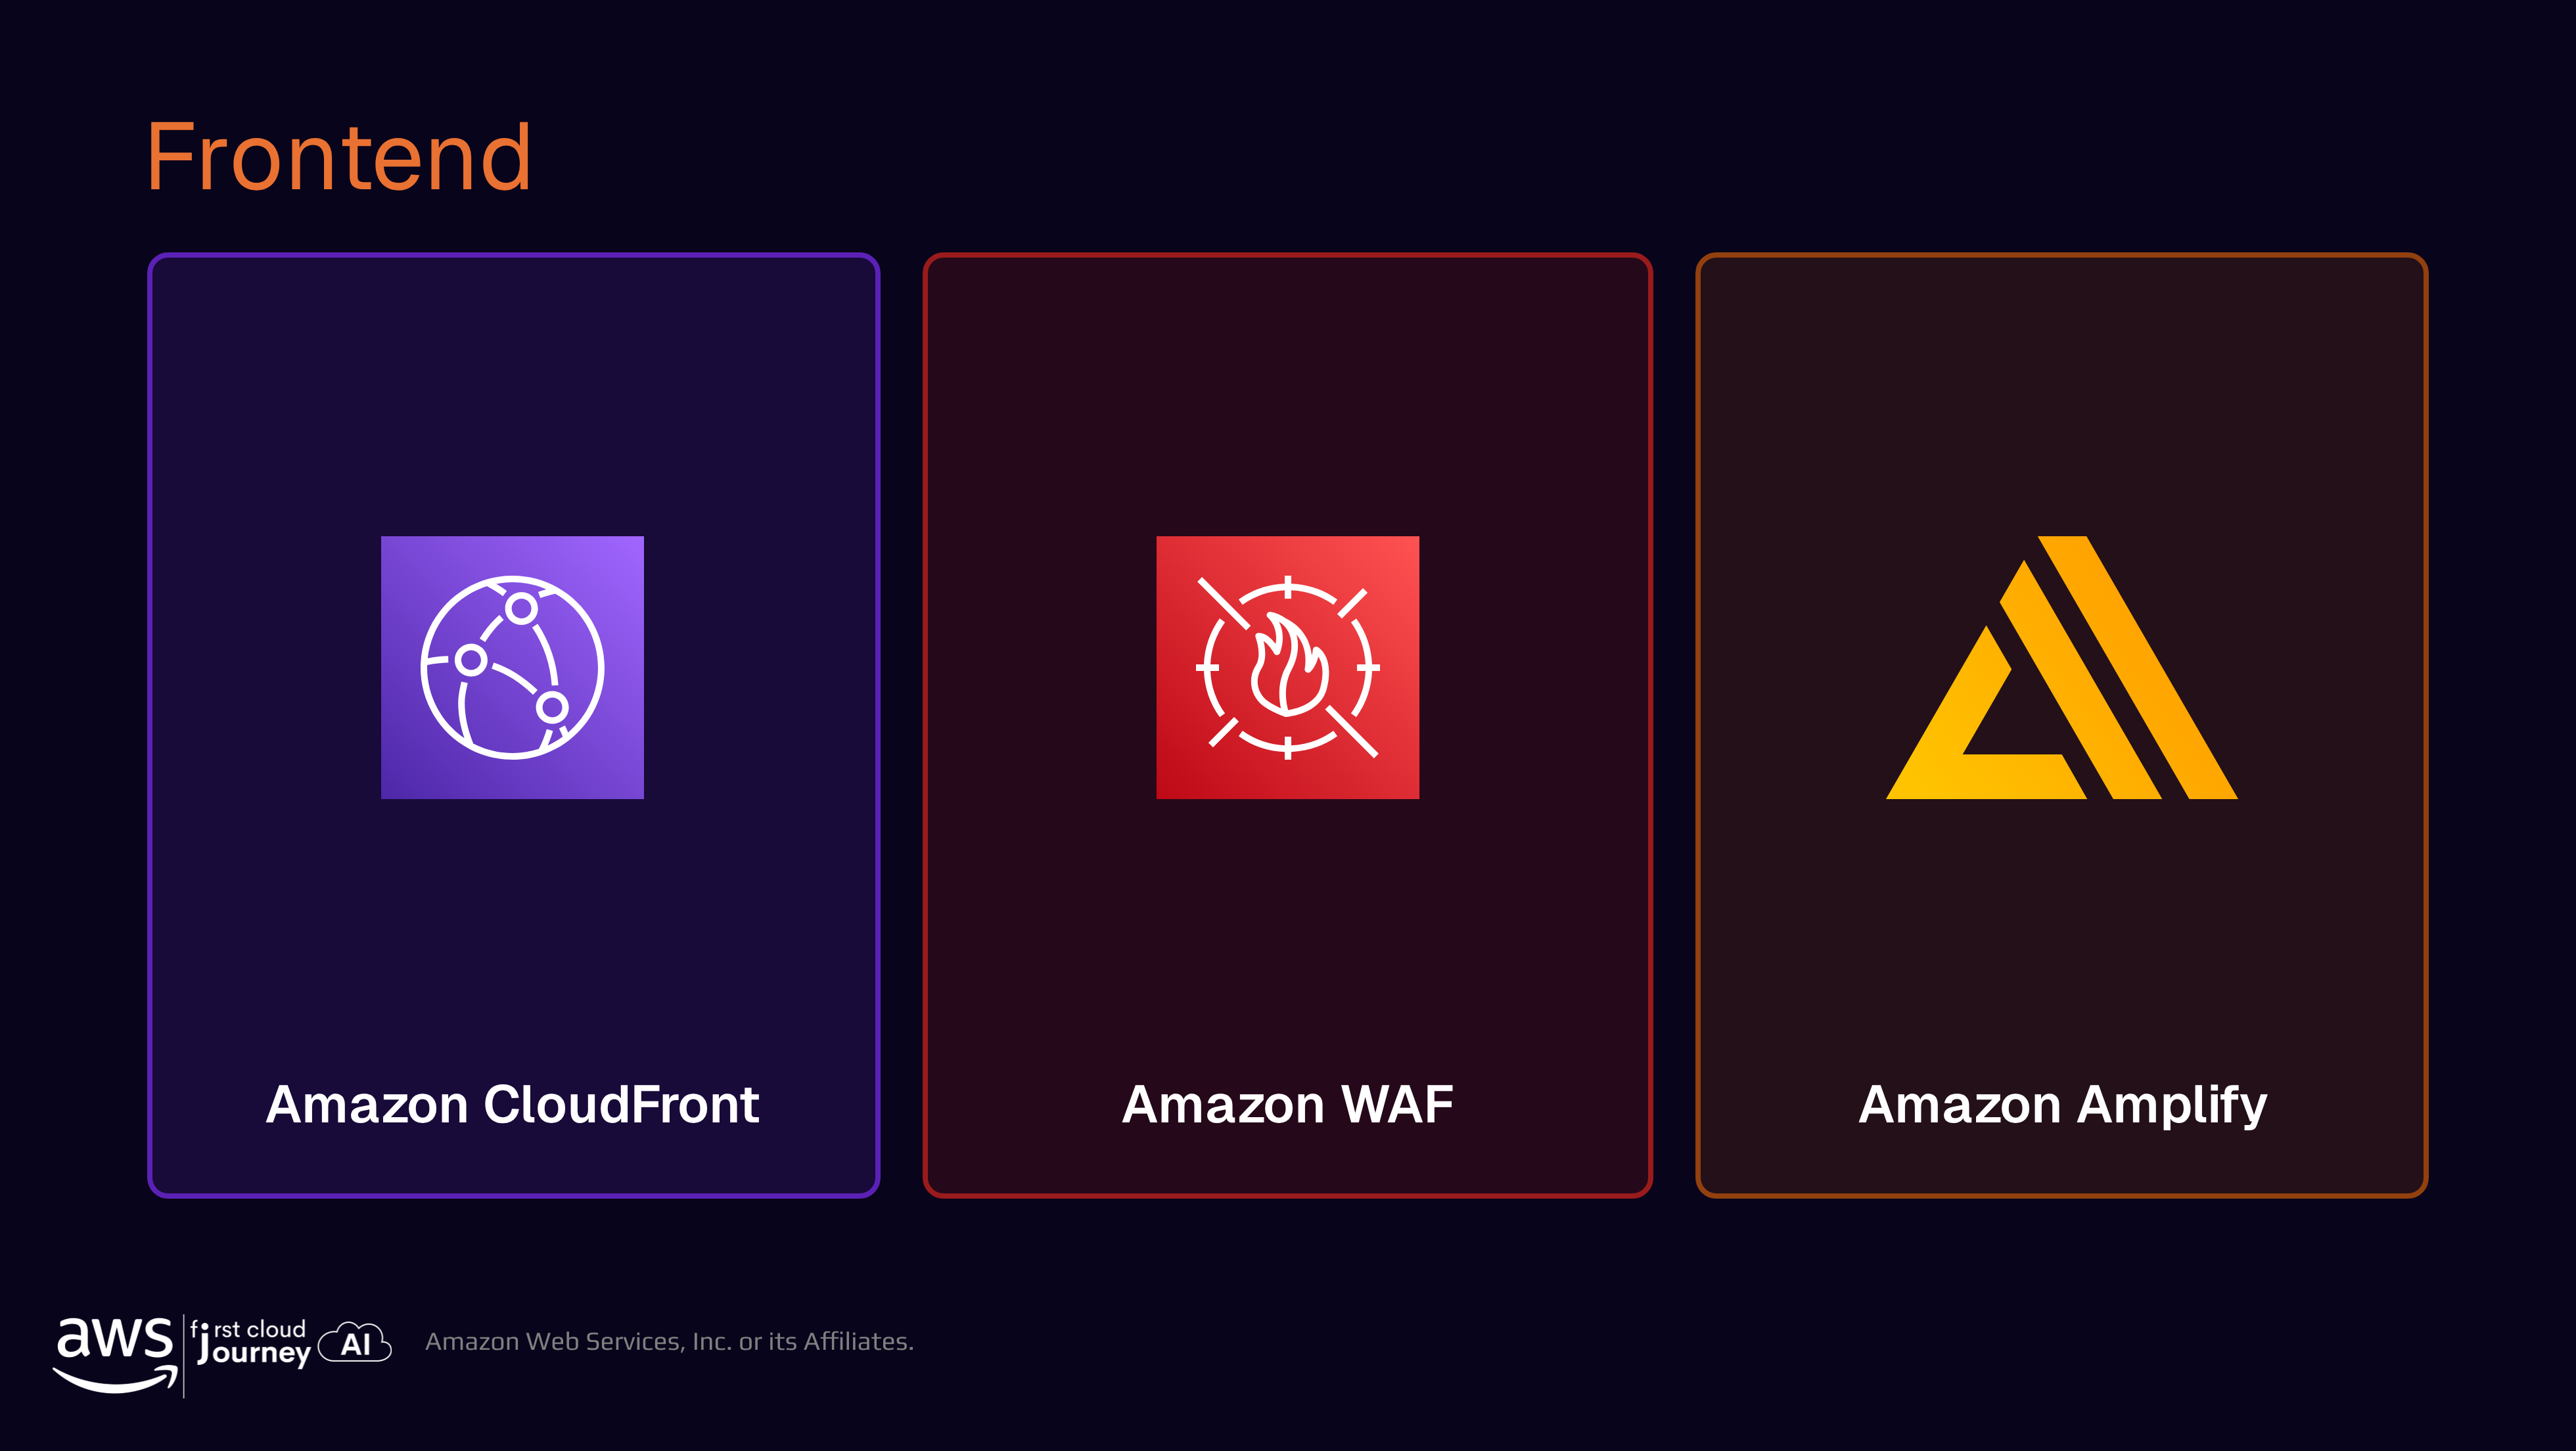 Frontend
Amazon CloudFront
Amazon WAF
Amazon Amplify
aws
first cloud
journey
AI
Amazon Web Services, Inc. or its Affiliates.